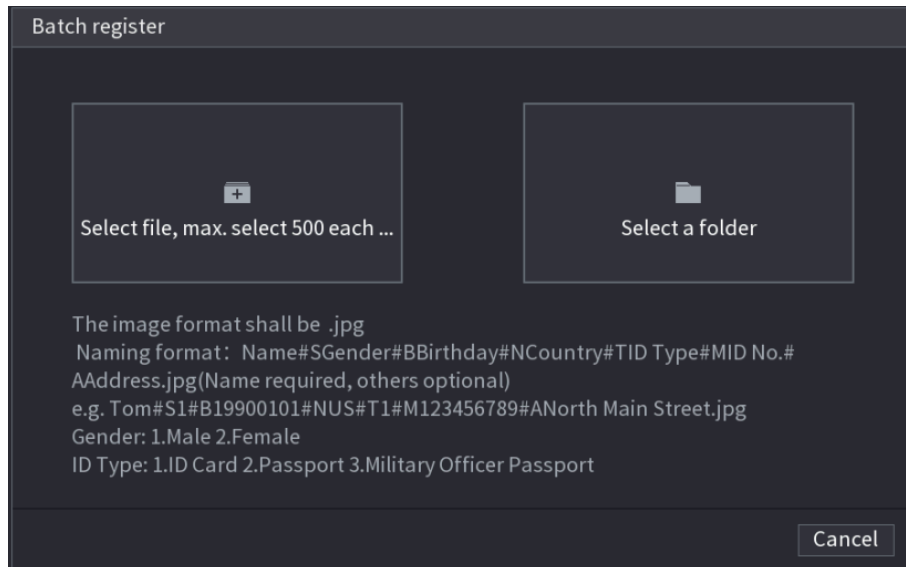 Batch register
Select file, max. select 500 each ...
Select a folder
The image format shall be .jpg
Naming format：Name#SGender#BBirthday#NCountry#TID Type#MID No.#
AAddress.jpg(Name required, others optional)
e.g. Tom#S1#B19900101#NUS#T1#M123456789#ANorth Main Street.jpg
Gender: 1.Male 2.Female
ID Type: 1.ID Card 2.Passport 3.Military Officer Passport
Cancel